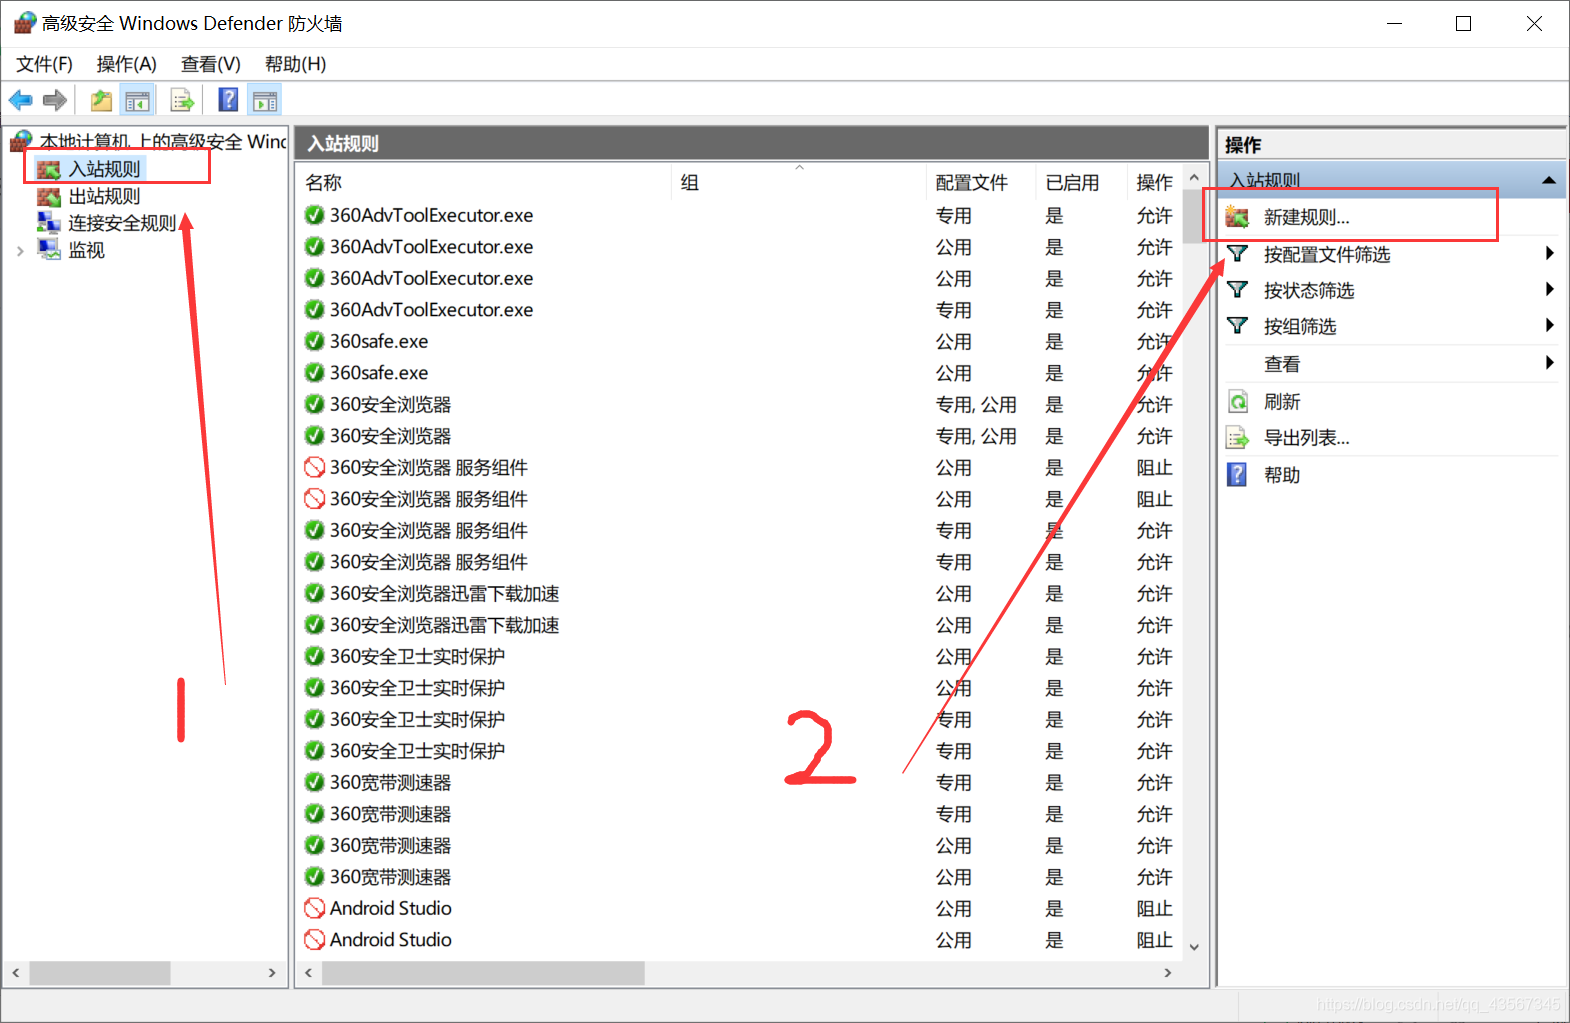 高级安全 Windows Defender 防火墙
文件(F) 操作(A) 查看(V) 帮助(H)
本地计算机 上的高级安全 Winc
入站规则
出站规则
连接安全规则
监视
入站规则
名称 组 配置文件 已启用 操作
360AdvToolExecutor.exe 专用 是 允许
360AdvToolExecutor.exe 公用 是 允许
360AdvToolExecutor.exe 公用 是 允许
360AdvToolExecutor.exe 专用 是 允许
360safe.exe 公用 是 允许
360safe.exe 公用 是 允许
360安全浏览器 专用, 公用 是 允许
360安全浏览器 专用, 公用 是 允许
360安全浏览器 服务组件 公用 是 阻止
360安全浏览器 服务组件 公用 是 阻止
360安全浏览器 服务组件 专用 是 允许
360安全浏览器 服务组件 专用 是 允许
360安全浏览器迅雷下载加速 公用 是 允许
360安全浏览器迅雷下载加速 公用 是 允许
360安全卫士实时保护 公用 是 允许
360安全卫士实时保护 公用 是 允许
360安全卫士实时保护 专用 是 允许
360安全卫士实时保护 专用 是 允许
360宽带测速器 专用 是 允许
360宽带测速器 专用 是 允许
360宽带测速器 公用 是 允许
360宽带测速器 公用 是 允许
Android Studio 公用 是 阻止
Android Studio 公用 是 阻止
操作
入站规则
新建规则...
按配置文件筛选
按状态筛选
按组筛选
查看
刷新
导出列表...
帮助
1
2
https://blog.csdn.net/qq_43567345